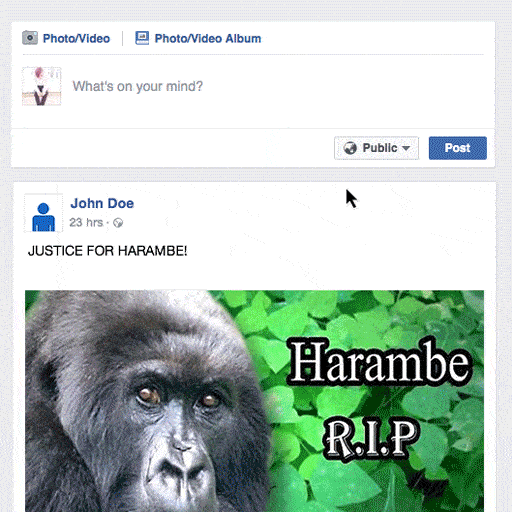 Photo/Video
Photo/Video Album
What's on your mind?
Public
Post
John Doe
23 hrs ·
JUSTICE FOR HARAMBE!
Harambe
R.I.P